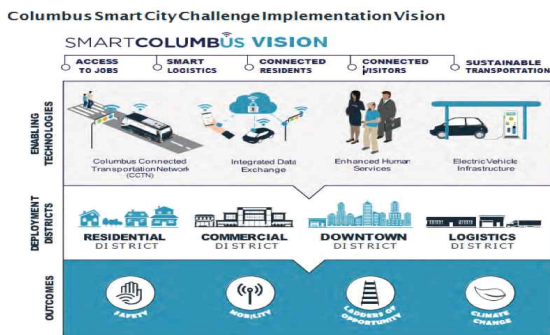 Columbus Smart City Challenge Implementation Vision
SMARTCOLUMBUS VISION
ACCESS
TO JOBS
SMART
LOGISTICS
CONNECTED
RESIDENTS
CONNECTED
VISITORS
SUSTAINABLE
TRANSPORTATION
ENABLING
TECHNOLOGIES
Columbus Connected
Transportation Network
(CCTN)
Integrated Data
Exchange
Enhanced Human
Services
Electric Vehicle
Infrastructure
DEPLOYMENT
DISTRICTS
RESIDENTIAL
DISTRICT
COMMERCIAL
DISTRICT
DOWNTOWN
DISTRICT
LOGISTICS
DISTRICT
OUTCOMES
SAFETY
MOBILITY
LADDERS OF
OPPORTUNITY
CLIMATE
CHANGE